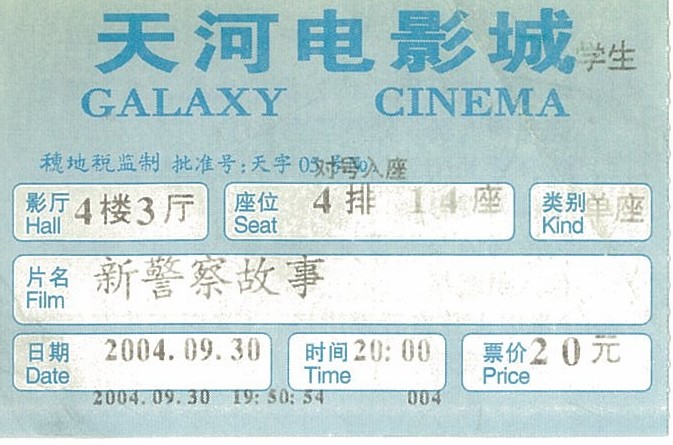 天河电影城 学生
GALAXY CINEMA
穗地税监制 批准号:天字 05
对号入座
影厅 4楼3厅 座位 4排 14座 类别 单座
Hall Seat Kind
片名 新警察故事
Film
日期 2004.09.30 时间 20:00 票价 20元
Date Time Price
2004.09.30 19:50:54 004